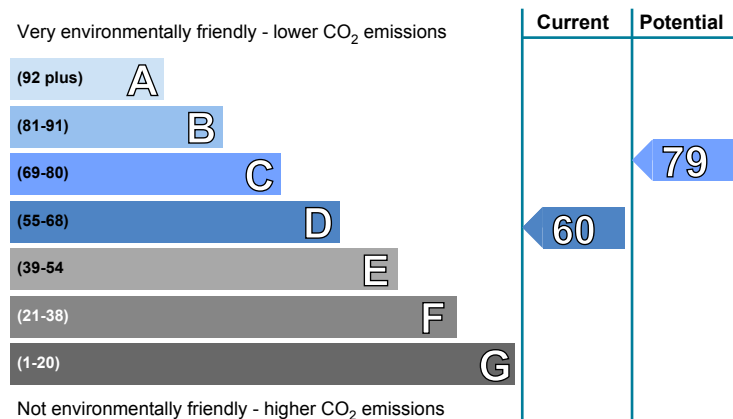 Very environmentally friendly - lower CO2 emissions
Current
Potential
(92 plus) A
(81-91) B
(69-80) C
79
(55-68) D
60
(39-54 E
(21-38) F
(1-20) G
Not environmentally friendly - higher CO2 emissions